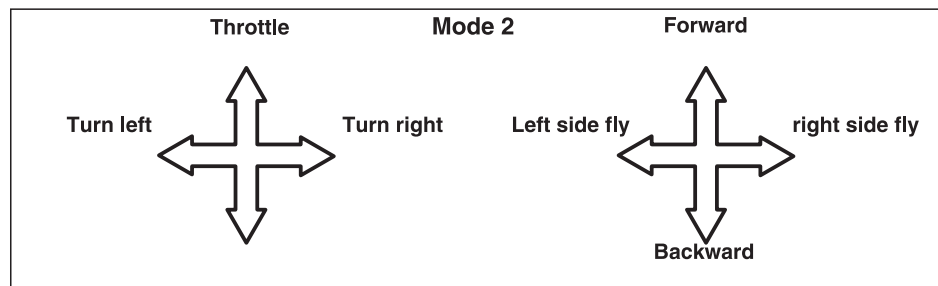 Throttle
Mode 2
Forward
Turn left
Turn right
Left side fly
right side fly
Backward